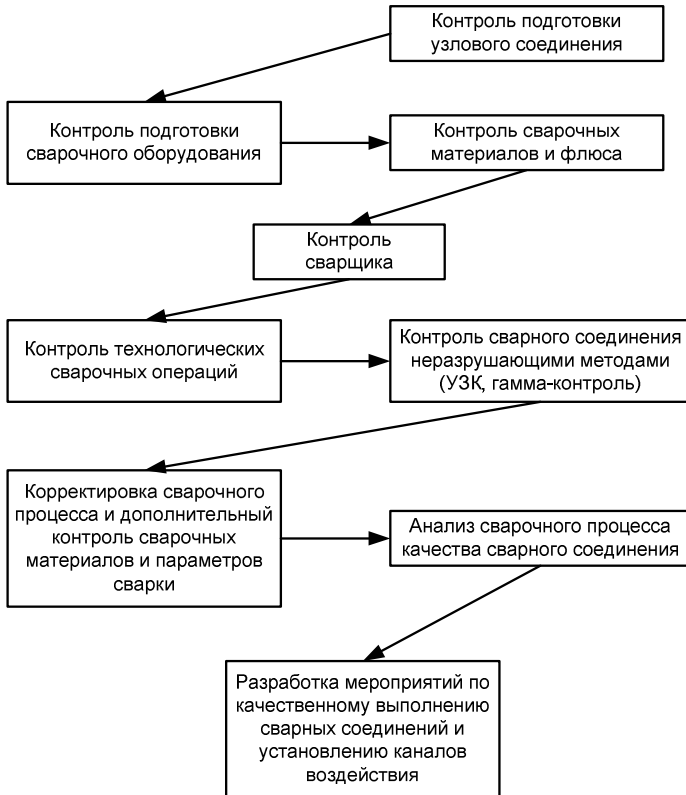 Контроль подготовки
узлового соединения
Контроль подготовки
сварочного оборудования
Контроль сварочных
материалов и флюса
Контроль
сварщика
Контроль технологических
сварочных операций
Контроль сварного соединения
неразрушающими методами
(УЗК, гамма-контроль)
Корректировка сварочного
процесса и дополнительный
контроль сварочных
материалов и параметров
сварки
Анализ сварочного процесса
качества сварного соединения
Разработка мероприятий по
качественному выполнению
сварных соединений и
установлению каналов
воздействия